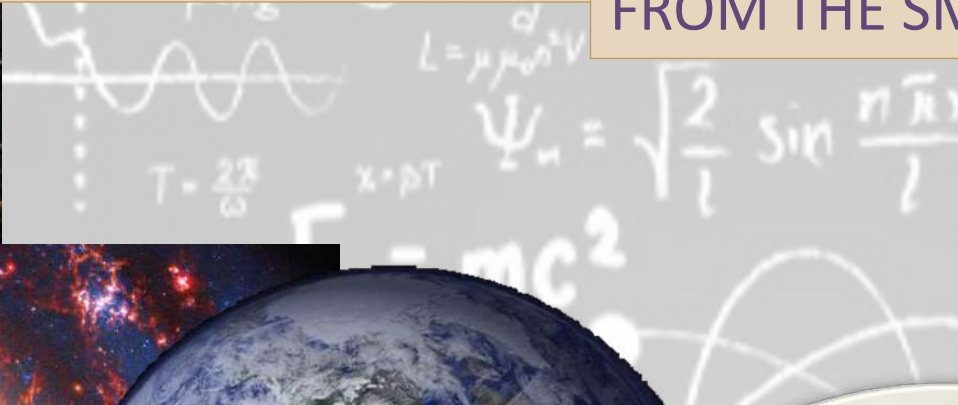 FROM THE SM
L = μμ₀n²V
Ψₙ = √(2/l) sin nπx/l
T = 2π/ω
x = pT
E = mc²